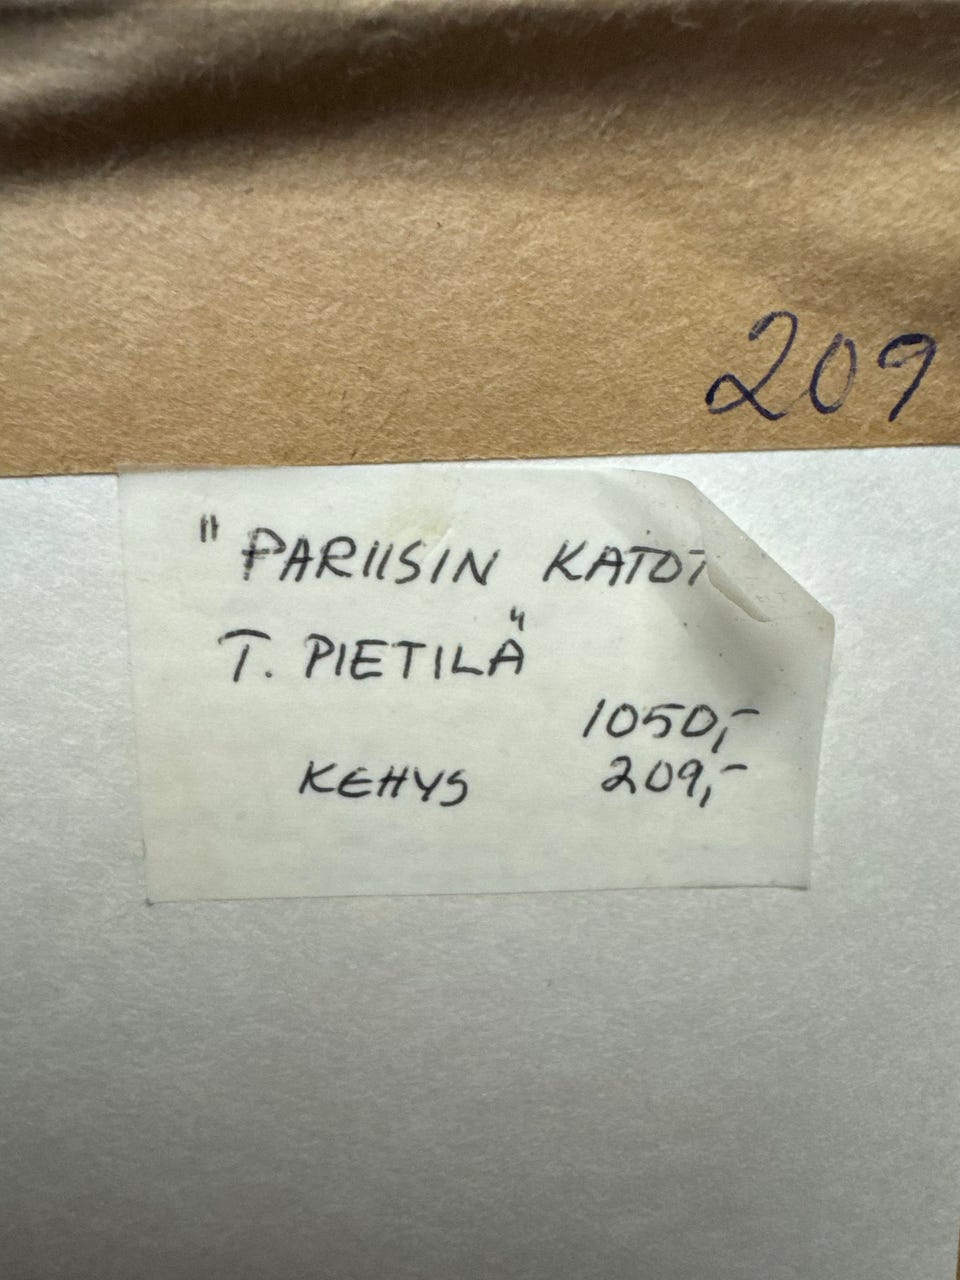 209
"PARIISIN KATOT
T. PIETILÄ
1050,-
KEHYS 209,-